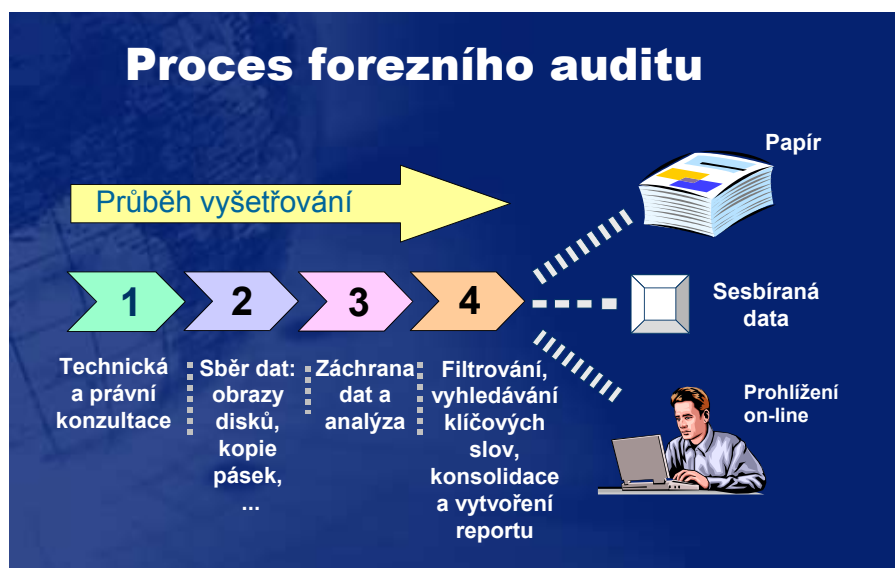 Proces forezního auditu
Průběh vyšetřování
1
2
3
4
Technická
a právní
konzultace
Sběr dat:
obrazy
disků,
kopie
pásek,
...
Záchrana
dat a
analýza
Filtrování,
vyhledávání
klíčových
slov,
konsolidace
a vytvoření
reportu
Papír
Sesbíraná
data
Prohlížení
on-line